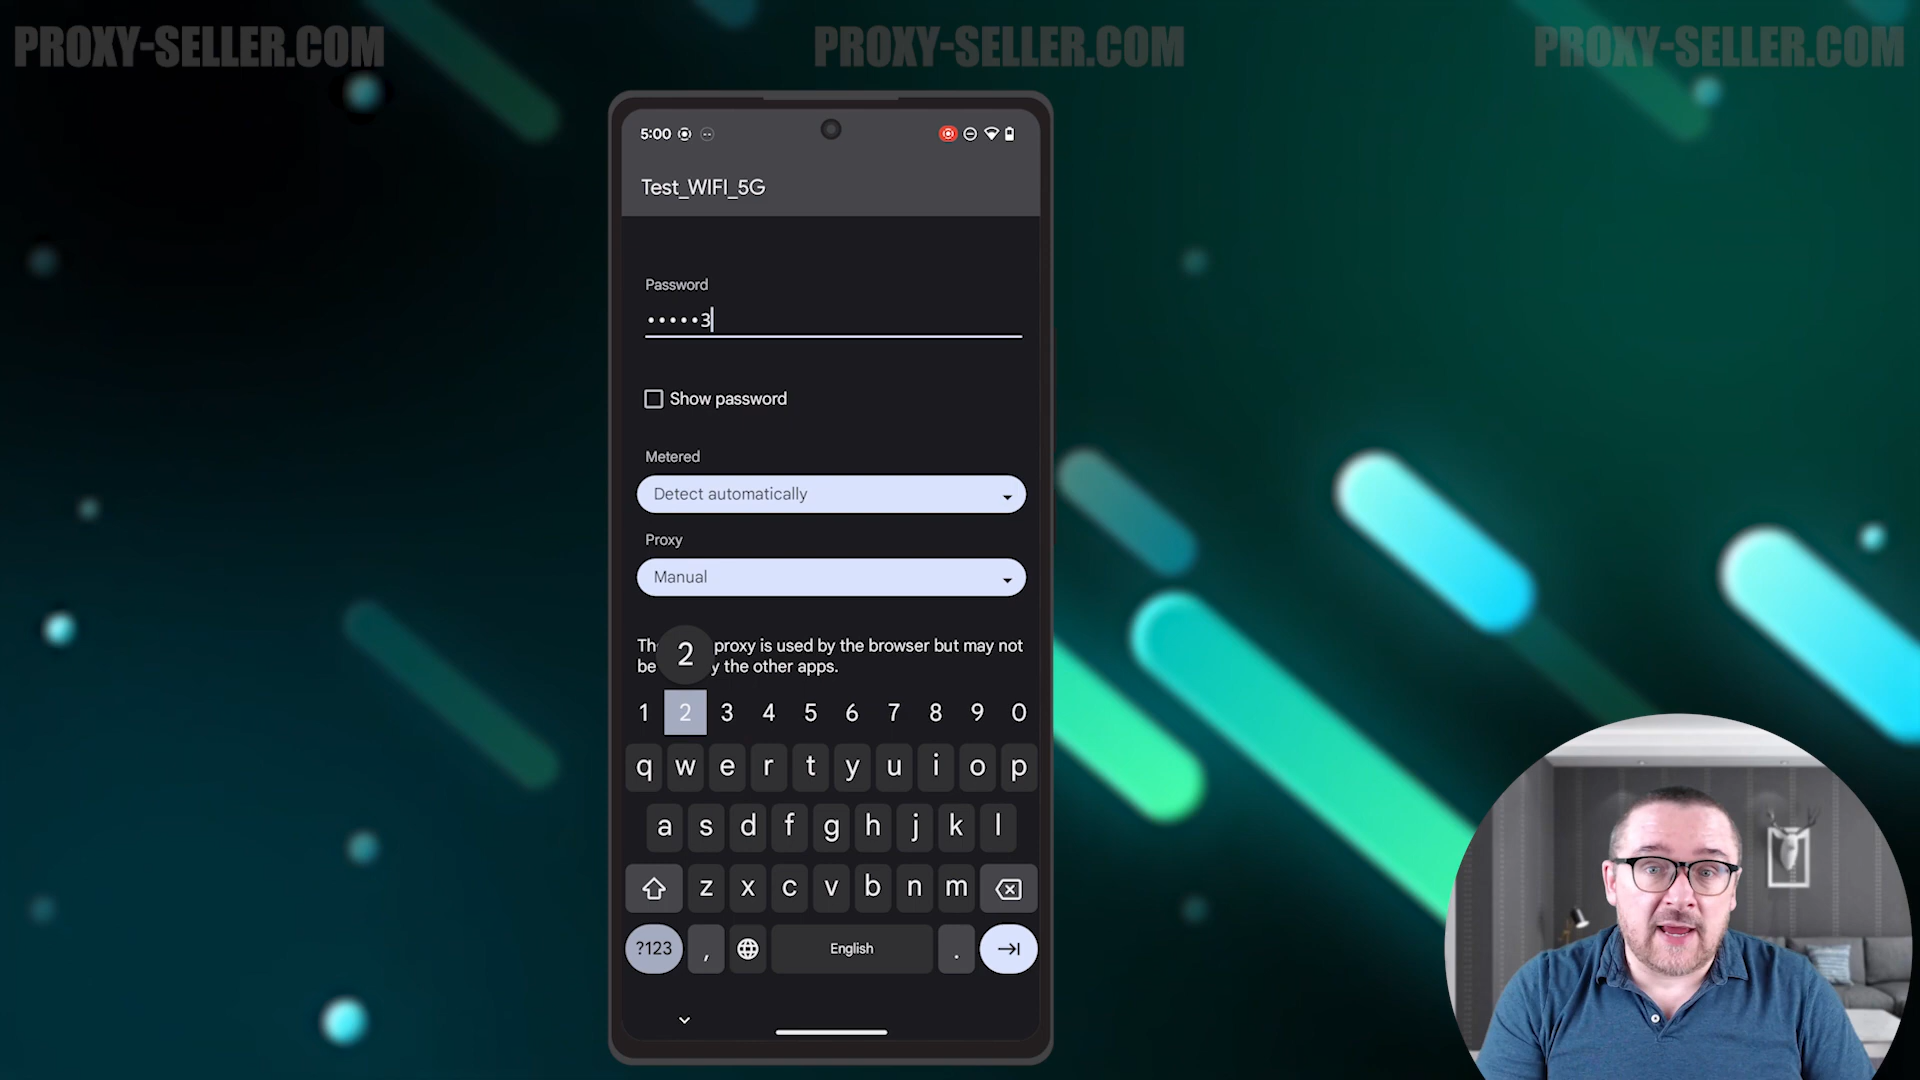 PROXY-SELLER.COM PROXY-SELLER.COM PROXY-SELLER.COM
5:00
Test_WIFI_5G
Password
•••••3
Show password
Metered
Detect automatically
Proxy
Manual
Th 2 proxy is used by the browser but may not
be y the other apps.
1 2 3 4 5 6 7 8 9 0
q w e r t y u i o p
a s d f g h j k l
z x c v b n m
?123 , English .